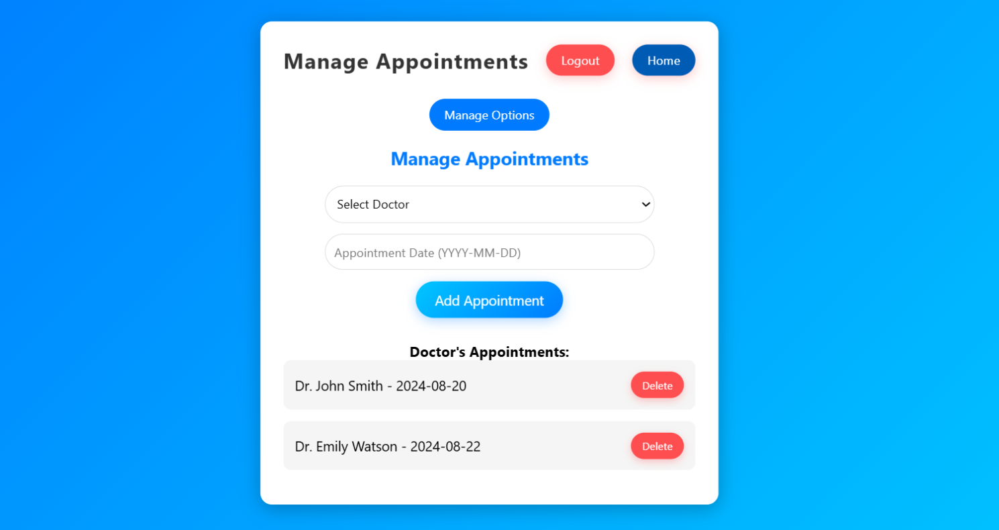 Manage Appointments Logout Home
Manage Options
Manage Appointments
Select Doctor
Appointment Date (YYYY-MM-DD)
Add Appointment
Doctor's Appointments:
Dr. John Smith - 2024-08-20 Delete
Dr. Emily Watson - 2024-08-22 Delete